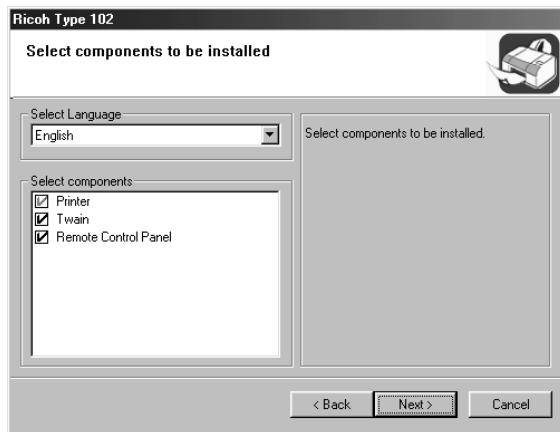 Ricoh Type 102
Select components to be installed
Select Language
English
Select components to be installed.
Select components
Printer
Twain
Remote Control Panel
< Back
Next >
Cancel